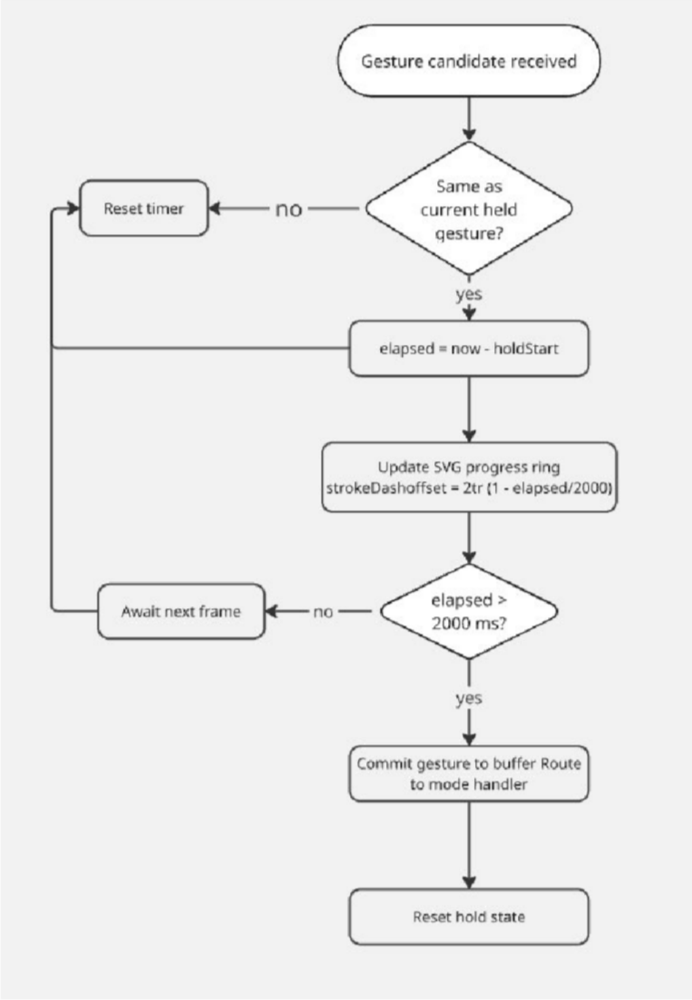 Gesture candidate received
Same as
current held
gesture?
no
Reset timer
yes
elapsed = now - holdStart
Update SVG progress ring
strokeDashoffset = 2tr (1 - elapsed/2000)
elapsed >
2000 ms?
no
Await next frame
yes
Commit gesture to buffer Route
to mode handler
Reset hold state